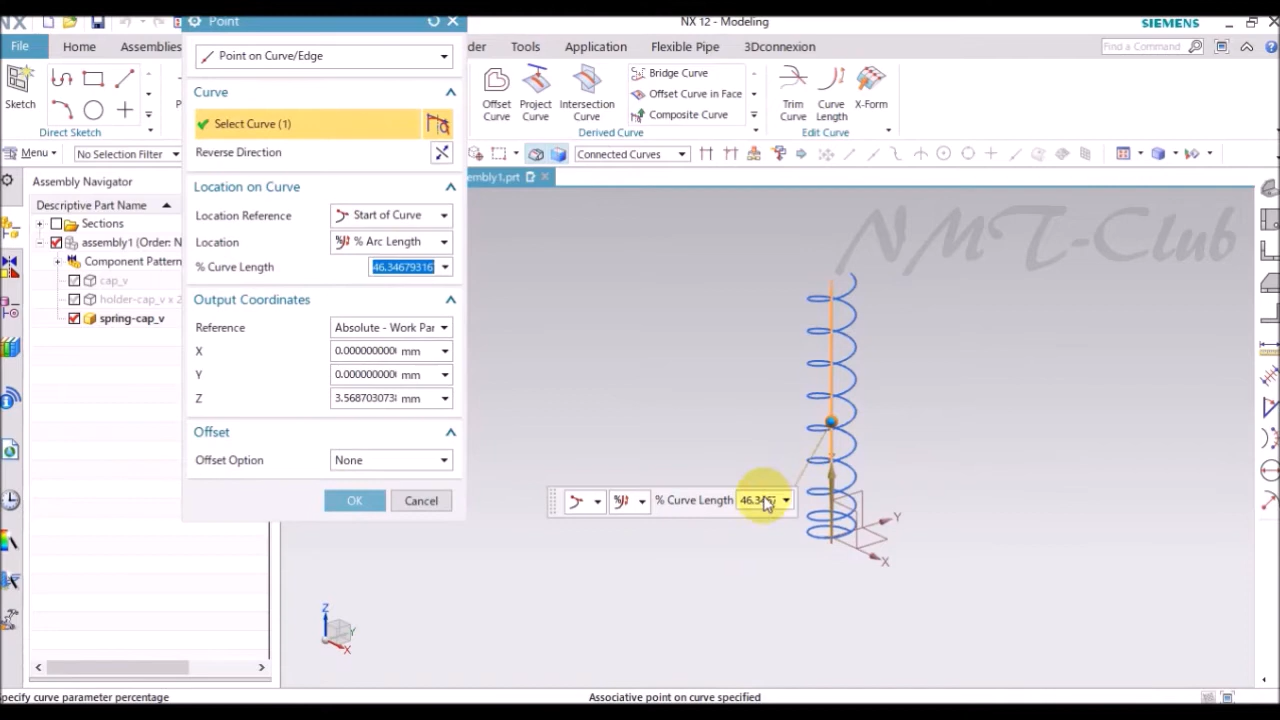 NX
NX 12 - Modeling
SIEMENS
File
Home
Assemblies
Tools
Application
Flexible Pipe
3Dconnexion
Find a Command
Sketch
Direct Sketch
Offset Curve
Project Curve
Intersection Curve
Bridge Curve
Offset Curve in Face
Composite Curve
Derived Curve
Trim Curve
Curve Length
X-Form
Edit Curve
Menu
No Selection Filter
Connected Curves
Assembly Navigator
embly1.prt
Descriptive Part Name
Sections
assembly1 (Order: N
Component Pattern
cap_v
holder-cap_v x 2
spring-cap_v
Point
Point on Curve/Edge
Curve
Select Curve (1)
Reverse Direction
Location on Curve
Location Reference
Start of Curve
Location
% Arc Length
% Curve Length
46.34679316
Output Coordinates
Reference
Absolute - Work Par
X
0.000000000 mm
Y
0.000000000 mm
Z
3.568703073 mm
Offset
Offset Option
None
OK
Cancel
NMT-Club
% Curve Length
Y
X
Z
Y
X
Specify curve parameter percentage
Associative point on curve specified